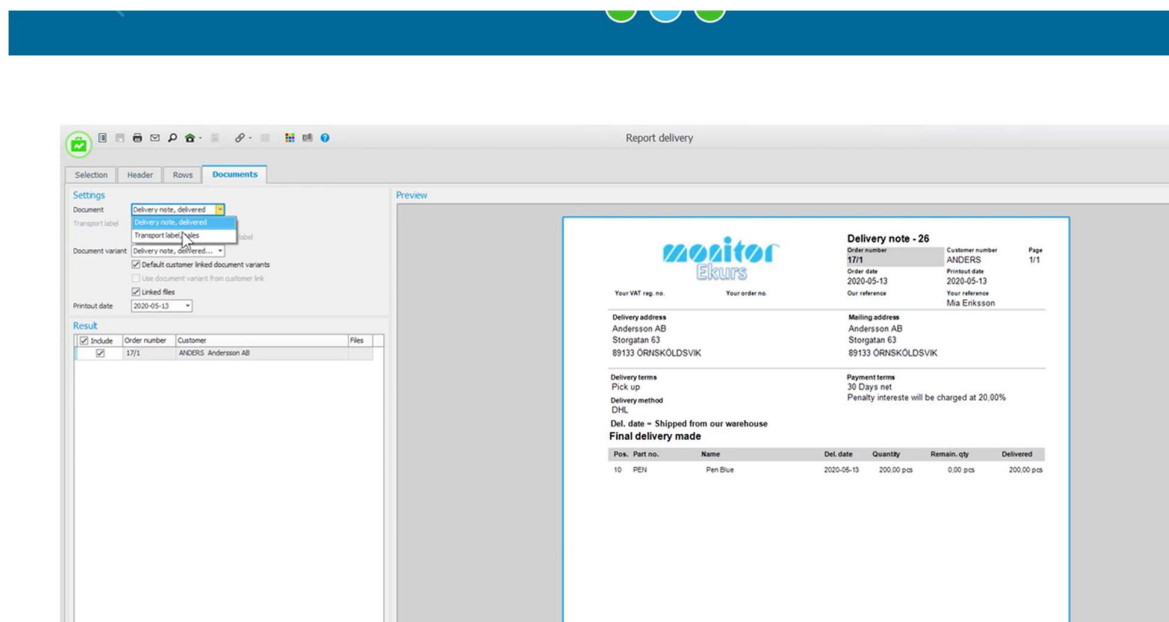 Report delivery
Selection Header Rows Documents
Settings
Document Delivery note, delivered
Transport label Delivery note, delivered
Transport label, sales label
Document variant Delivery note, delivered...
Default customer linked document variants
Use document variant from customer link
Linked files
Printout date 2020-05-13
Result
Include Order number Customer Files
17/1 ANDERS Andersson AB
Preview
monitor
Ekurs
Delivery note - 26
Order number Customer number Page
17/1 ANDERS 1/1
Order date Printout date
2020-05-13 2020-05-13
Your VAT reg. no. Your order no. Our reference Your reference
Mia Eriksson
Delivery address Mailing address
Andersson AB Andersson AB
Storgatan 63 Storgatan 63
89133 ÖRNSKÖLDSVIK 89133 ÖRNSKÖLDSVIK
Delivery terms Payment terms
Pick up 30 Days net
Delivery method Penalty intereste will be charged at 20,00%
DHL
Del. date = Shipped from our warehouse
Final delivery made
Pos. Part no. Name Del. date Quantity Remain. qty Delivered
10 PEN Pen Blue 2020-05-13 200,00 pcs 0,00 pcs 200,00 pcs